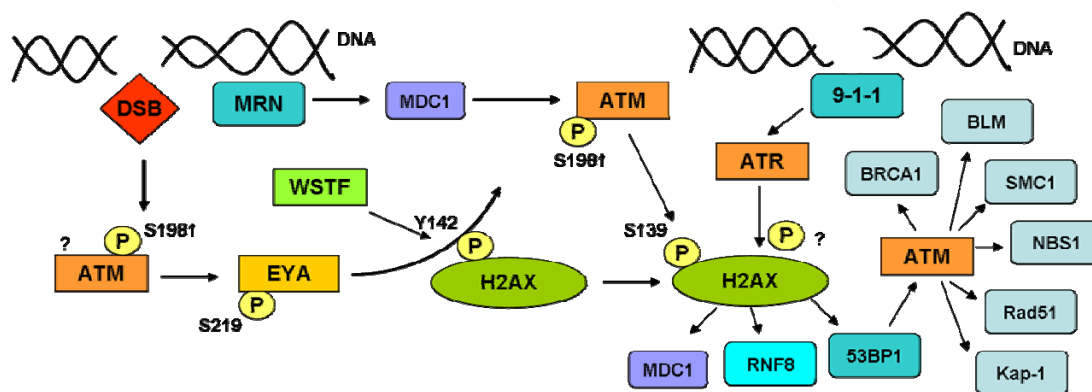 DNA
DNA
DSB
MRN
MDC1
ATM
P
S1981
9-1-1
ATR
BLM
BRCA1
SMC1
NBS1
ATM
Rad51
Kap-1
WSTF
Y142
P
H2AX
S139
P
P
?
H2AX
?
P
S1981
ATM
EYA
P
S219
MDC1
RNF8
53BP1